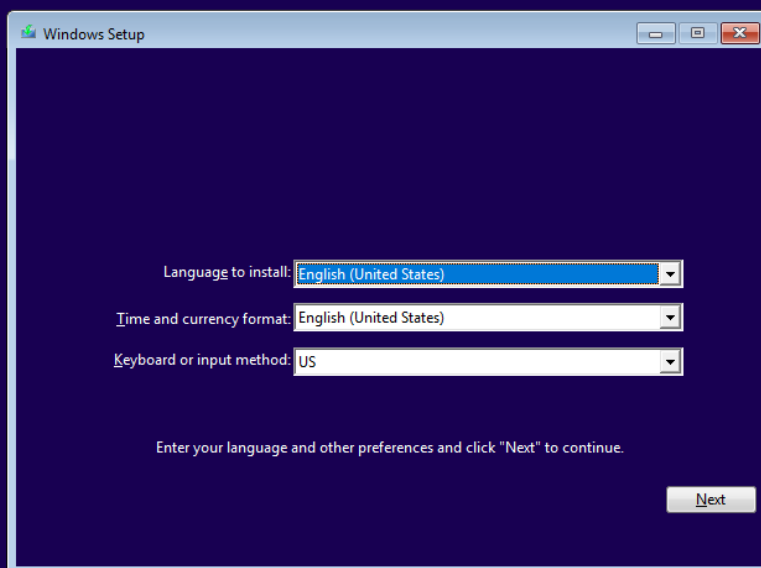 Windows Setup
Language to install: English (United States)
Time and currency format: English (United States)
Keyboard or input method: US
Enter your language and other preferences and click "Next" to continue.
Next